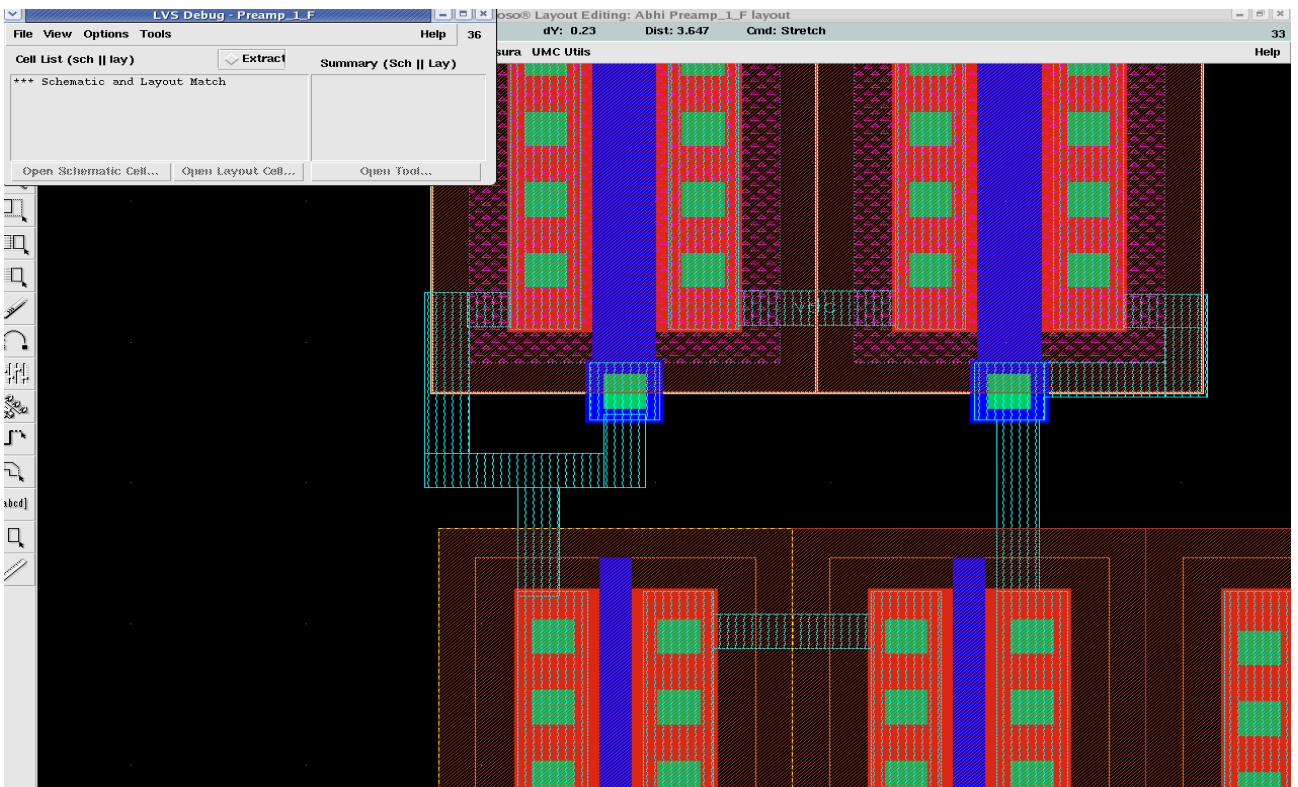 LVS Debug - Preamp_1_F
oso® Layout Editing: Abhi Preamp_1_F layout
File View Options Tools Help 36
dY: 0.23 Dist: 3.647 Cmd: Stretch 33
sura UMC Utils Help
Cell List (sch || lay) Extract Summary (Sch || Lay)
*** Schematic and Layout Match
Open Schematic Cell... Open Layout Cell... Open Tool...
abcd]